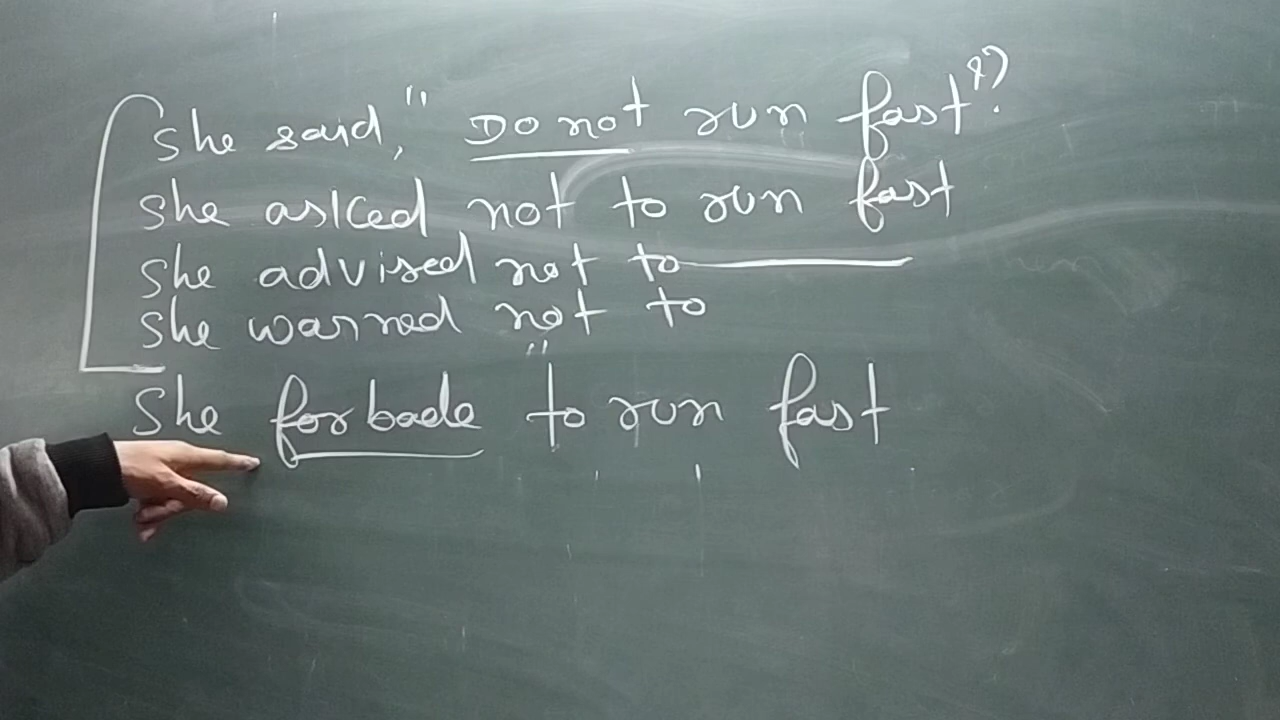 She said, " Do not run fast"?
She asked not to run fast
She advised not to
She warned not to
She forbade to run fast